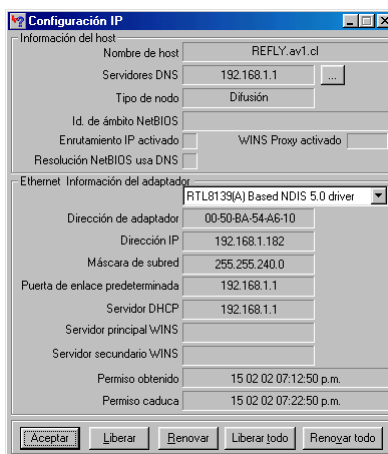 Configuración IP
Información del host
Nombre de host REFLY.av1.cl
Servidores DNS 192.168.1.1 ...
Tipo de nodo Difusión
Id. de ámbito NetBIOS
Enrutamiento IP activado WINS Proxy activado
Resolución NetBIOS usa DNS
Ethernet Información del adaptador
RTL8139(A) Based NDIS 5.0 driver
Dirección de adaptador 00-50-BA-54-A6-10
Dirección IP 192.168.1.182
Máscara de subred 255.255.240.0
Puerta de enlace predeterminada 192.168.1.1
Servidor DHCP 192.168.1.1
Servidor principal WINS
Servidor secundario WINS
Permiso obtenido 15 02 02 07:12:50 p.m.
Permiso caduca 15 02 02 07:22:50 p.m.
Aceptar Liberar Renovar Liberar todo Renovar todo